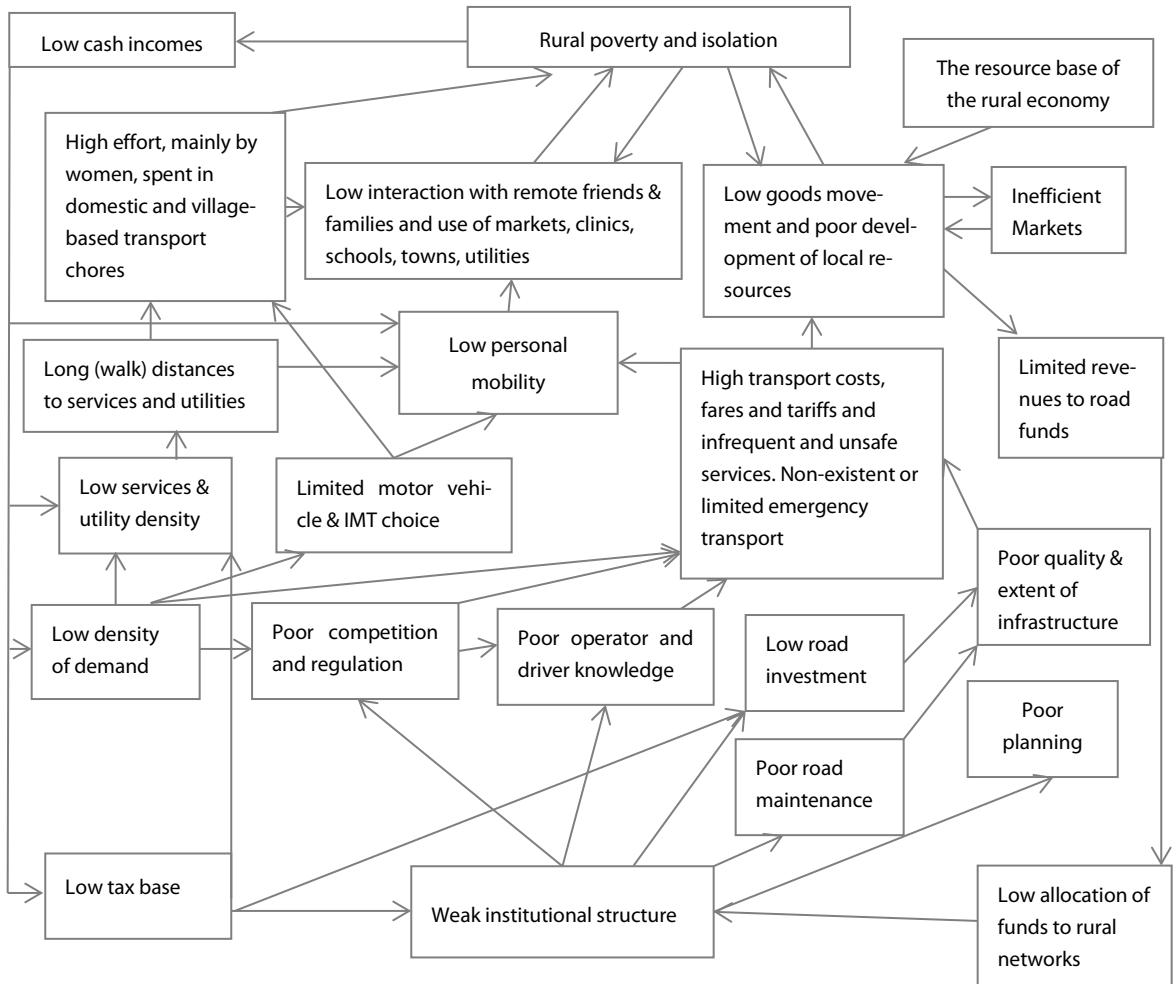 Low cash incomes
Rural poverty and isolation
The resource base of
the rural economy
High effort, mainly by
women, spent in
domestic and village-
based transport
chores
Low interaction with remote friends &
families and use of markets, clinics,
schools, towns, utilities
Low goods move-
ment and poor devel-
opment of local re-
sources
Inefficient
Markets
Long (walk) distances
to services and utilities
Low personal
mobility
High transport costs,
fares and tariffs and
infrequent and unsafe
services. Non-existent or
limited emergency
transport
Limited reve-
nues to road
funds
Low services &
utility density
Limited motor vehi-
cle & IMT choice
Poor quality &
extent of
infrastructure
Low density
of demand
Poor competition
and regulation
Poor operator and
driver knowledge
Low road
investment
Poor
planning
Poor road
maintenance
Low tax base
Weak institutional structure
Low allocation of
funds to rural
networks